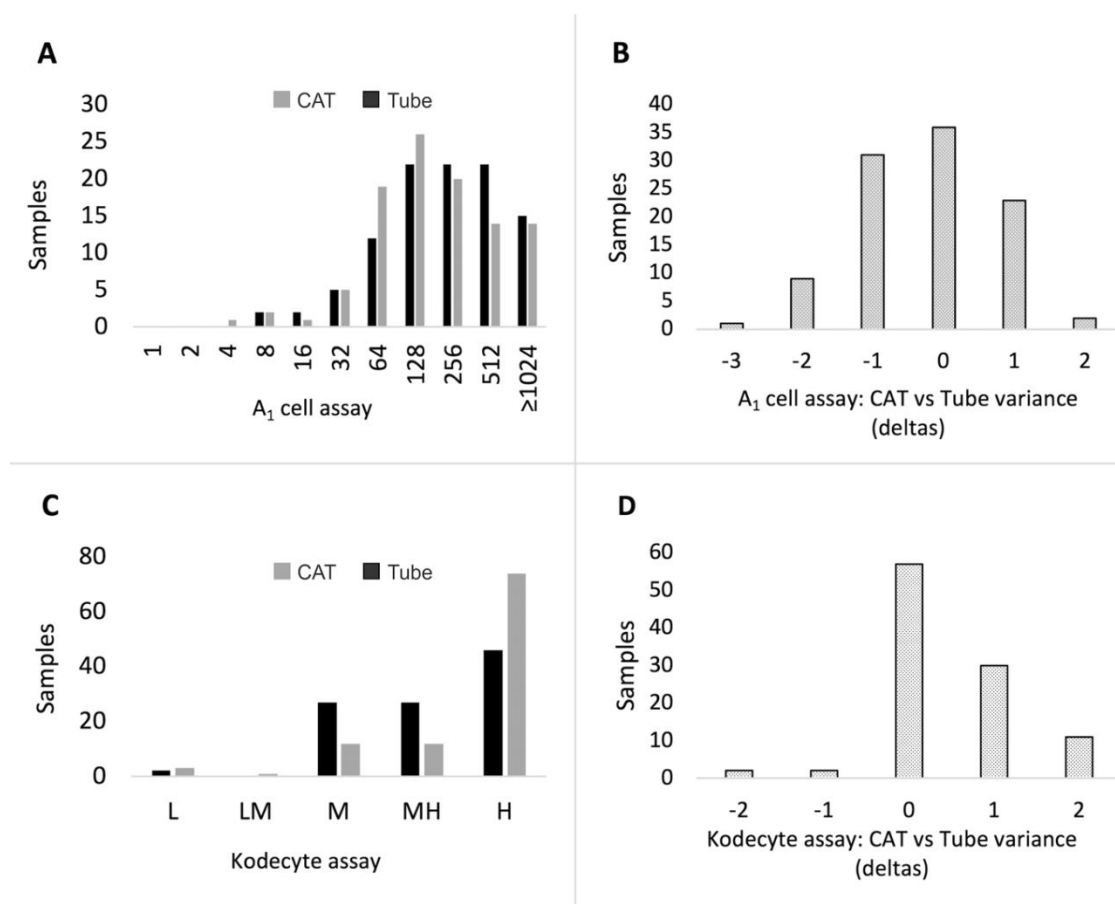 A
CAT Tube
30
25
20
15
10
5
0
Samples
1 2 4 8 16 32 64 128 256 512 ≥1024
A₁ cell assay
B
40
35
30
25
20
15
10
5
0
Samples
-3 -2 -1 0 1 2
A₁ cell assay: CAT vs Tube variance
(deltas)
C
CAT Tube
80
60
40
20
0
Samples
L LM M MH H
Kodecyte assay
D
60
50
40
30
20
10
0
Samples
-2 -1 0 1 2
Kodecyte assay: CAT vs Tube variance
(deltas)